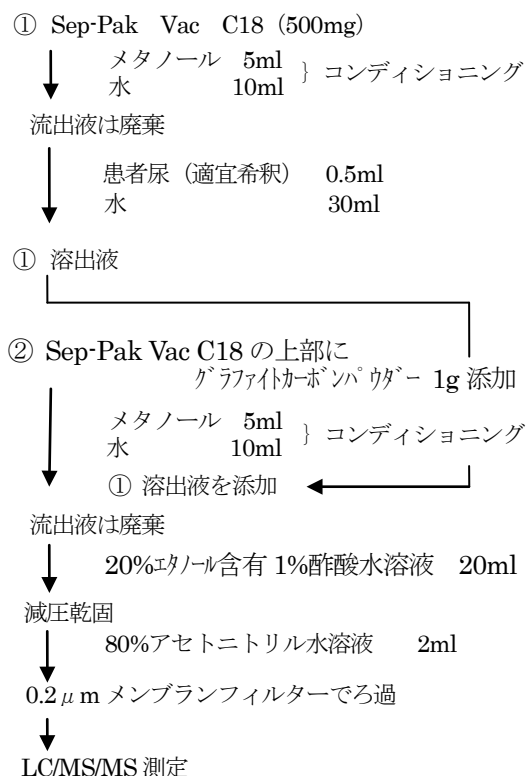 ① Sep-Pak Vac C18 (500mg)
メタノール 5ml
水 10ml } コンディショニング
流出液は廃棄
患者尿（適宜希釈） 0.5ml
水 30ml
① 溶出液
② Sep-Pak Vac C18 の上部に
グラファイトカーボンパウダー 1g 添加
メタノール 5ml
水 10ml } コンディショニング
① 溶出液を添加
流出液は廃棄
20%エタノール含有 1%酢酸水溶液 20ml
減圧乾固
80%アセトニトリル水溶液 2ml
0.2μm メンブランフィルターでろ過
LC/MS/MS 測定